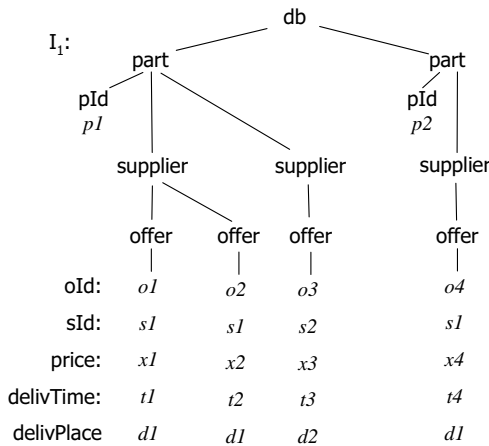 db
I1:
part part
pId pId
p1 p2
supplier supplier supplier
offer offer offer offer
oId: o1 o2 o3 o4
sId: s1 s1 s2 s1
price: x1 x2 x3 x4
delivTime: t1 t2 t3 t4
delivPlace d1 d1 d2 d1